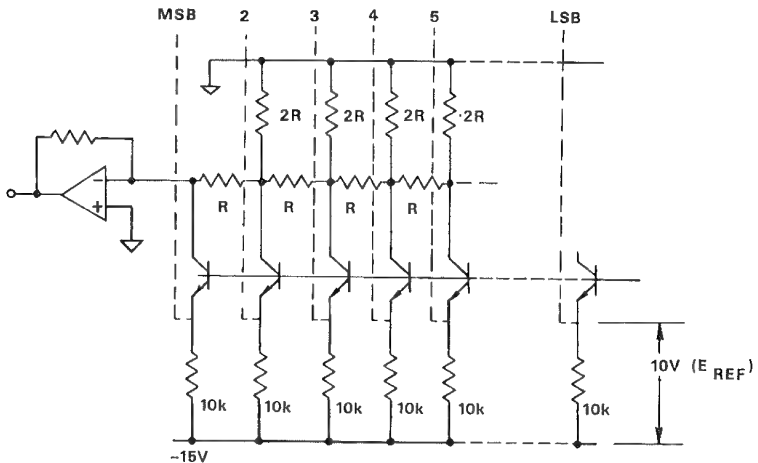 MSB 2 3 4 5 LSB
2R 2R 2R 2R
− +
R R R R
10V (E REF)
10k 10k 10k 10k 10k 10k
-15V